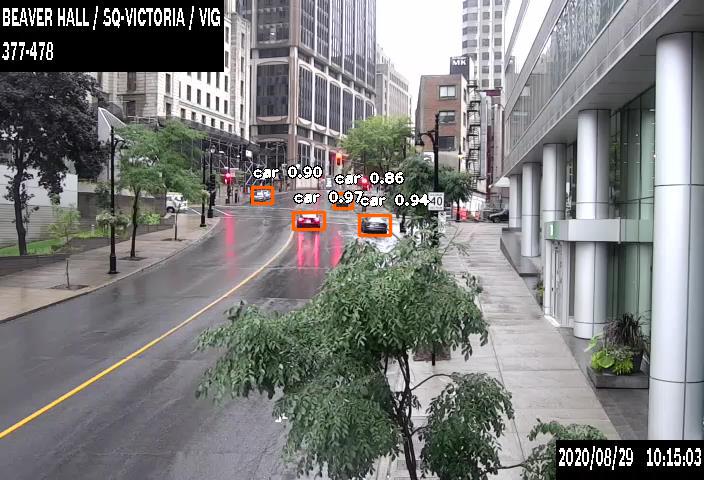 BEAVER HALL / SQ-VICTORIA / VIG
377-478
MK
car 0.90
car 0.86
car 0.97
car 0.94
40
2020/08/29 10:15:03